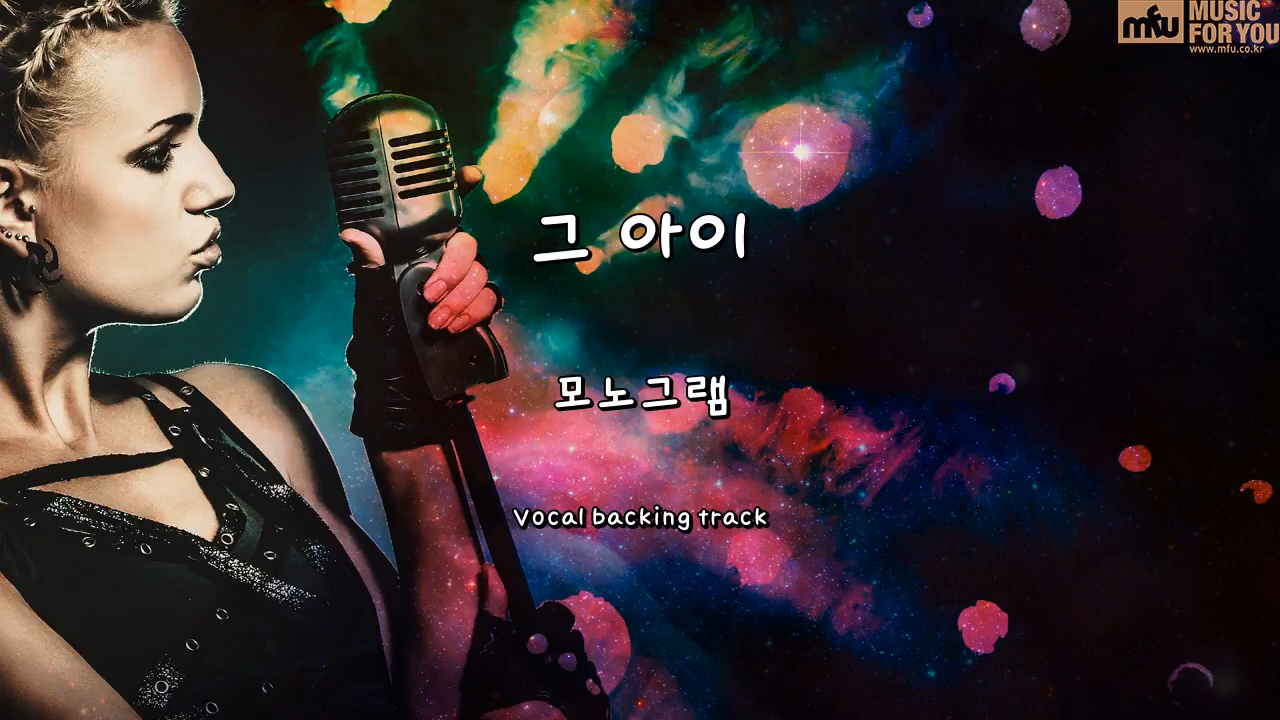 mfu MUSIC
FOR YOU
www.mfu.co.kr
그 아이
모노그램
Vocal backing track